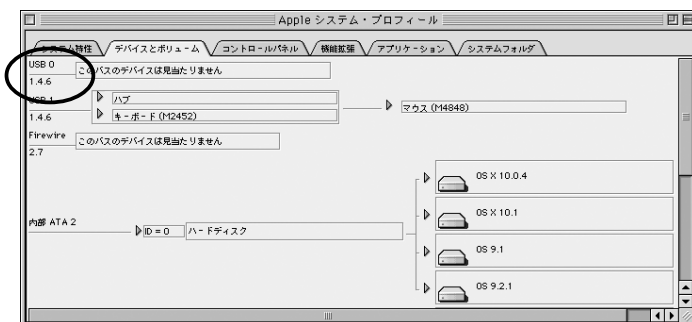 Apple システム・プロフィール
システム特性 デバイスとボリューム コントロールパネル 機能拡張 アプリケーション システムフォルダ
USB 0
このバスのデバイスは見当たりません
1.4.6
USB 1
ハブ
マウス (M4848)
1.4.6
キーボード (M2452)
Firewire
このバスのデバイスは見当たりません
2.7
OS X 10.0.4
OS X 10.1
内部 ATA 2
ID = 0 ハードディスク
OS 9.1
OS 9.2.1